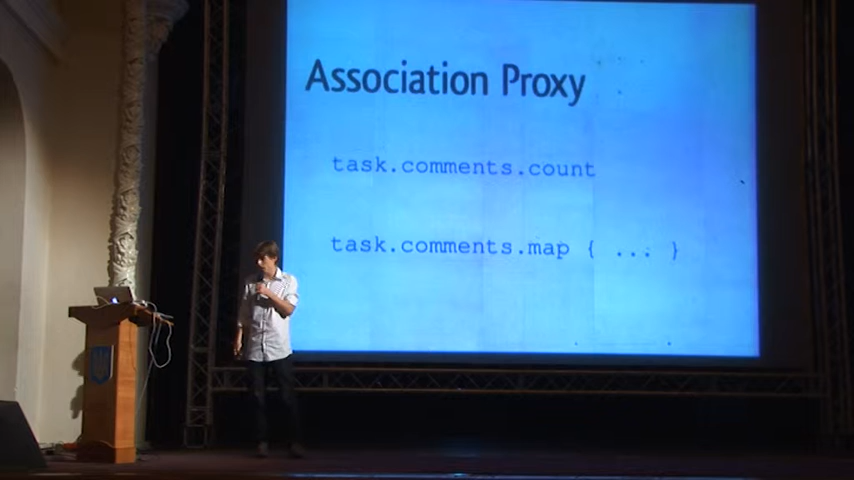 Association Proxy
task.comments.count
task.comments.map { ... }